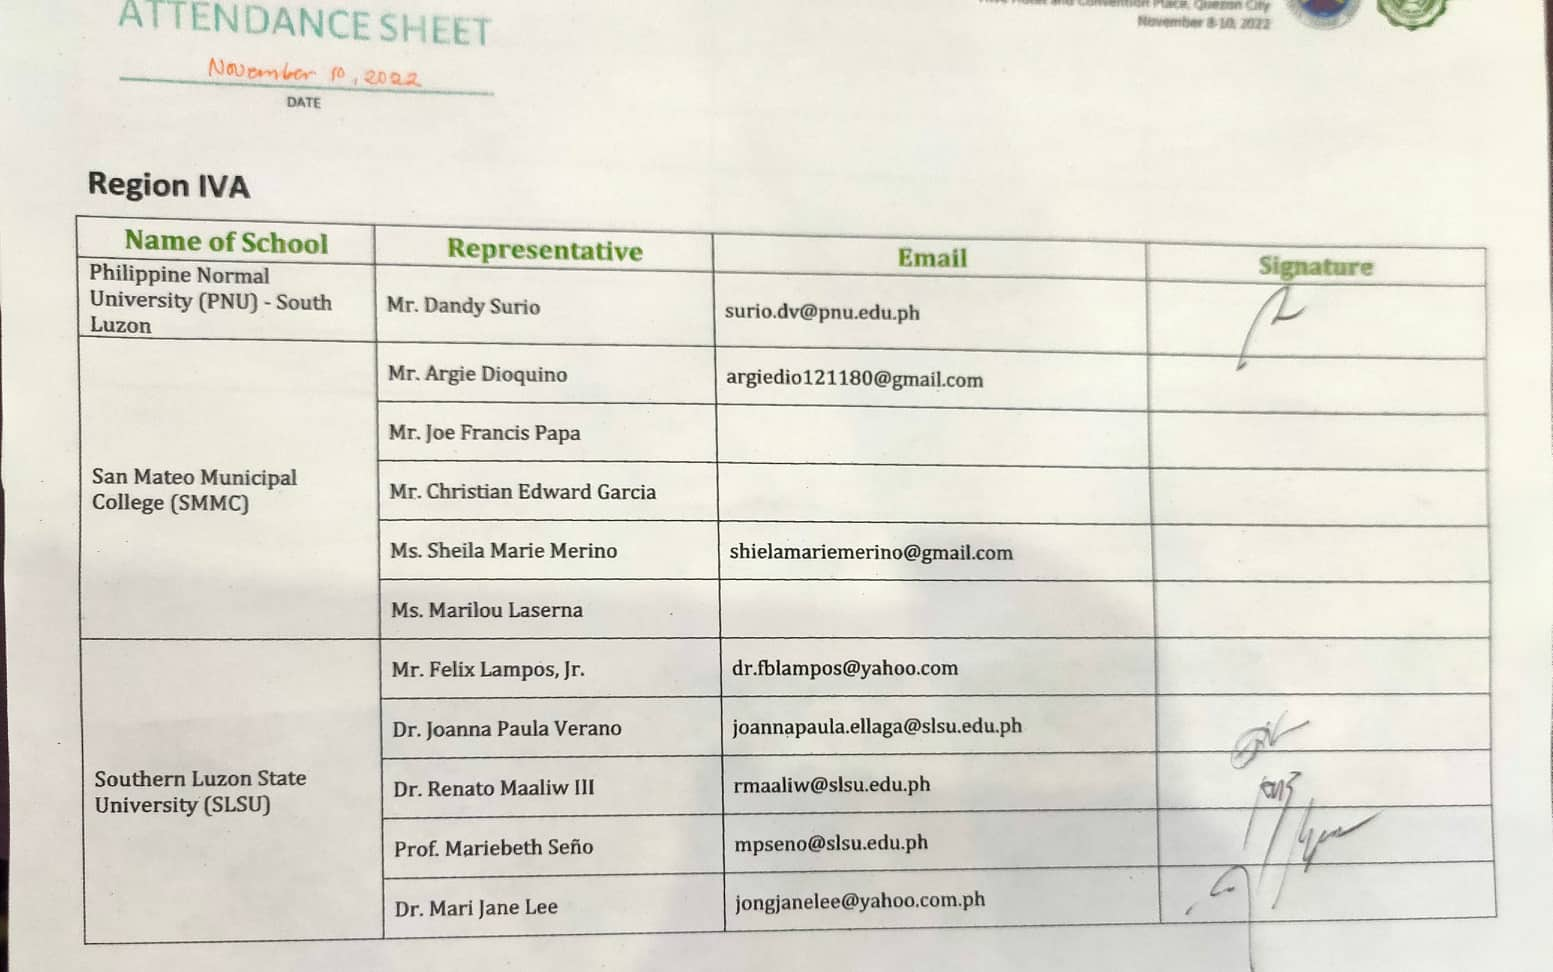 ATTENDANCE SHEET
and Convention Place, Quezon City
November 8-10, 2022
November 10, 2022
DATE
Region IVA
Name of School Representative Email Signature
Philippine Normal
University (PNU) - South
Luzon
Mr. Dandy Surio surio.dv@pnu.edu.ph
San Mateo Municipal
College (SMMC)
Mr. Argie Dioquino argiedio121180@gmail.com
Mr. Joe Francis Papa
Mr. Christian Edward Garcia
Ms. Sheila Marie Merino shielamariemerino@gmail.com
Ms. Marilou Laserna
Southern Luzon State
University (SLSU)
Mr. Felix Lampos, Jr. dr.fblampos@yahoo.com
Dr. Joanna Paula Verano joannapaula.ellaga@slsu.edu.ph
Dr. Renato Maaliw III rmaaliw@slsu.edu.ph
Prof. Mariebeth Seño mpseno@slsu.edu.ph
Dr. Mari Jane Lee jongjanelee@yahoo.com.ph